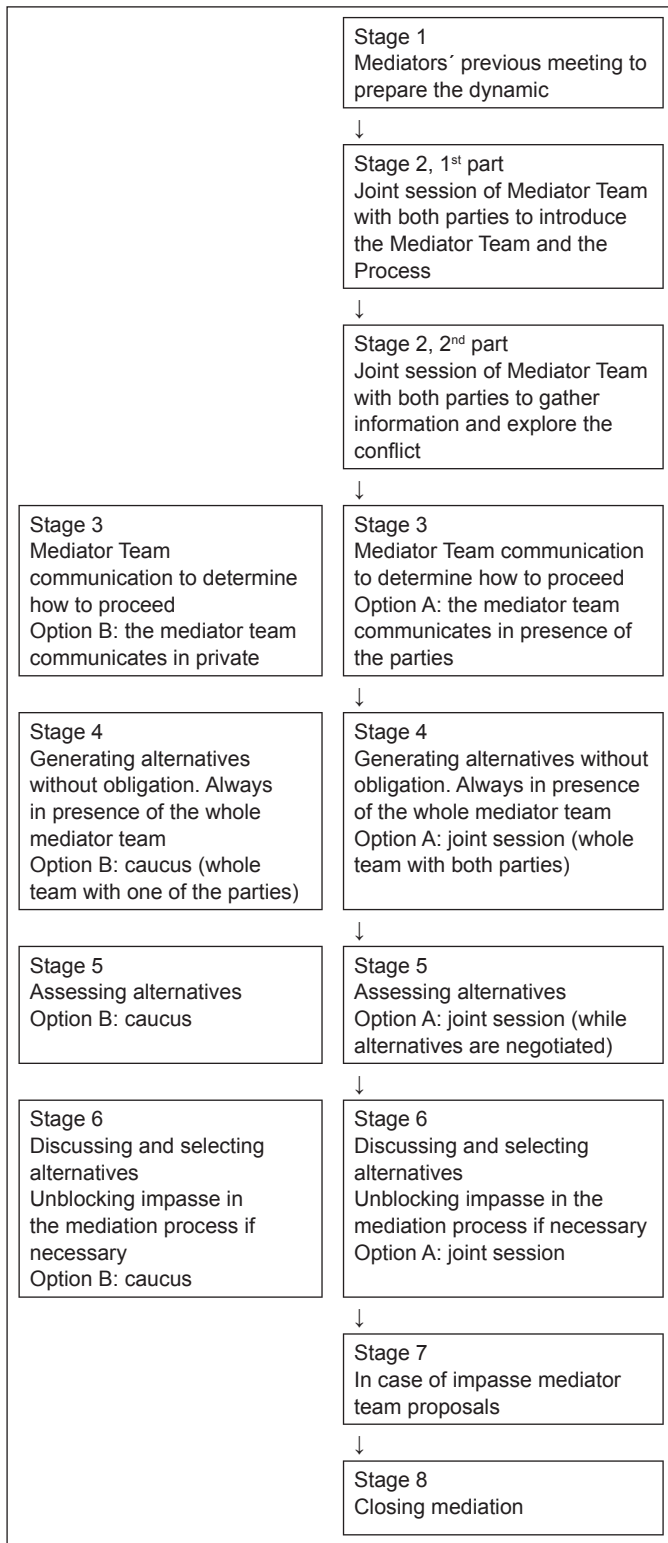 Stage 1
Mediators´ previous meeting to
prepare the dynamic
↓
Stage 2, 1st part
Joint session of Mediator Team
with both parties to introduce
the Mediator Team and the
Process
↓
Stage 2, 2nd part
Joint session of Mediator Team
with both parties to gather
information and explore the
conflict
↓
Stage 3
Mediator Team
communication to determine
how to proceed
Option B: the mediator team
communicates in private
Stage 3
Mediator Team communication
to determine how to proceed
Option A: the mediator team
communicates in presence of
the parties
↓
Stage 4
Generating alternatives
without obligation. Always
in presence of the whole
mediator team
Option B: caucus (whole
team with one of the parties)
Stage 4
Generating alternatives without
obligation. Always in presence
of the whole mediator team
Option A: joint session (whole
team with both parties)
↓
Stage 5
Assessing alternatives
Option B: caucus
Stage 5
Assessing alternatives
Option A: joint session (while
alternatives are negotiated)
↓
Stage 6
Discussing and selecting
alternatives
Unblocking impasse in
the mediation process if
necessary
Option B: caucus
Stage 6
Discussing and selecting
alternatives
Unblocking impasse in the
mediation process if necessary
Option A: joint session
↓
Stage 7
In case of impasse mediator
team proposals
↓
Stage 8
Closing mediation